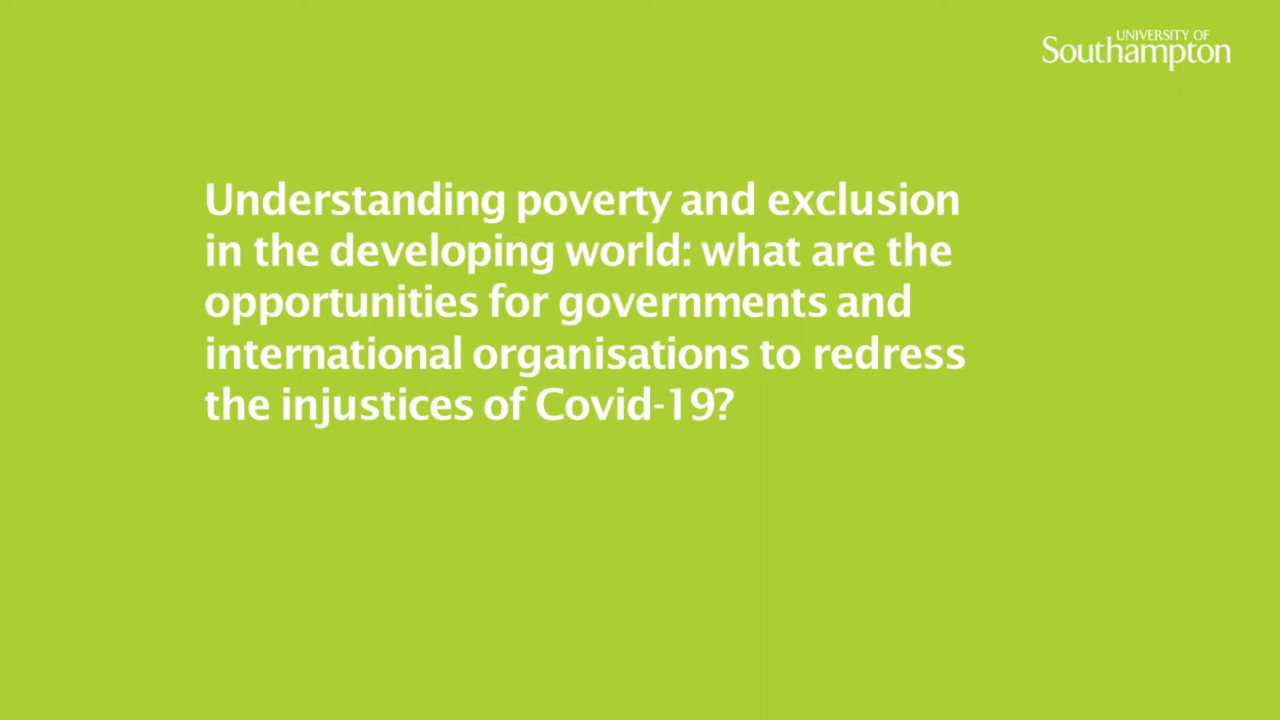 UNIVERSITY OF
Southampton
Understanding poverty and exclusion
in the developing world: what are the
opportunities for governments and
international organisations to redress
the injustices of Covid-19?